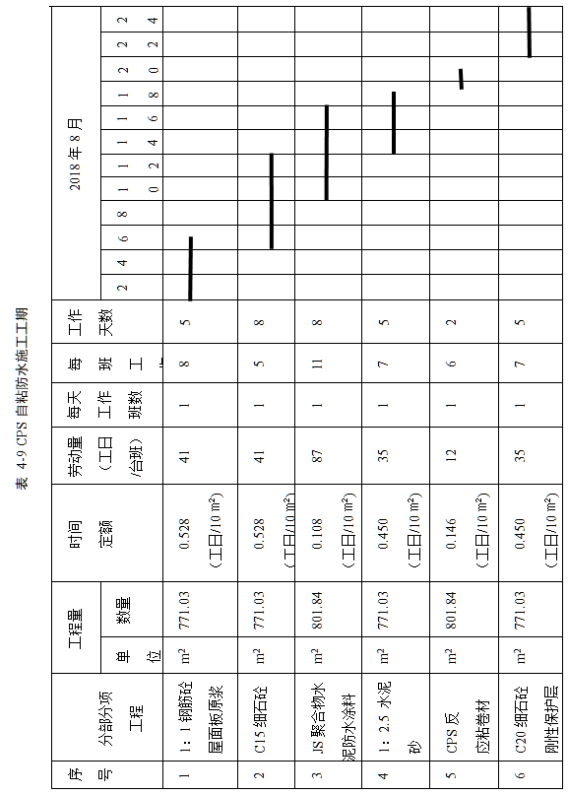 表 4-9 CPS 自粘防水施工工期
序号 分部分项工程 工程量 时间定额 劳动量（工日/台班） 每天工作班数 每班工 工作天数 2018 年 8 月
单位 数量 2 4 6 8 10 12 14 16 18 20 22 24
1 1：1 钢筋砼屋面板原浆 m² 771.03 0.528（工日/10 m²） 41 1 8 5
2 C15 细石砼 m² 771.03 0.528（工日/10 m²） 41 1 5 8
3 JS 聚合物水泥防水涂料 m² 801.84 0.108（工日/10 m²） 87 1 11 8
4 1：2.5 水泥砂 m² 771.03 0.450（工日/10 m²） 35 1 7 5
5 CPS 反应粘卷材 m² 801.84 0.146（工日/10 m²） 12 1 6 2
6 C20 细石砼刚性保护层 m² 771.03 0.450（工日/10 m²） 35 1 7 5